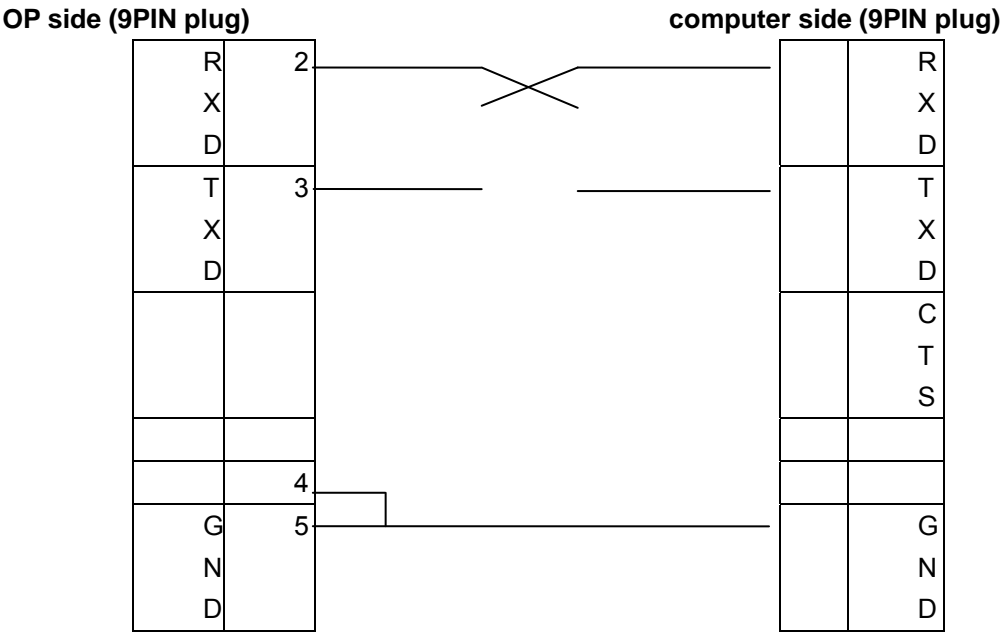 OP side (9PIN plug) computer side (9PIN plug)
R 2 R
X X
D D
T 3 T
X X
D D
C
T
S
4
G 5 G
N N
D D